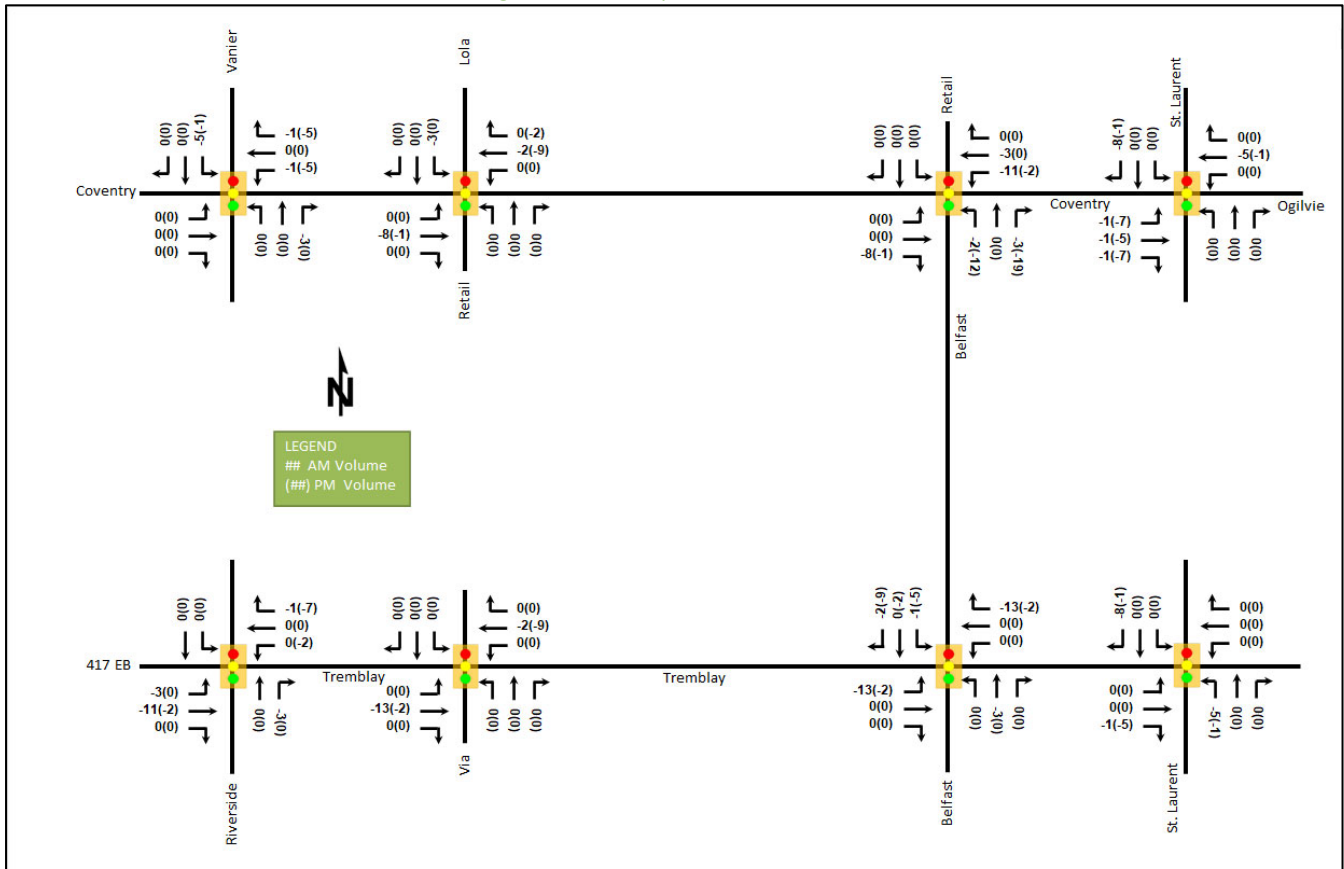 Vanier
Lola
Retail
St. Laurent
0(0) 0(0) -5(-1)
-1(-5)
0(0)
-1(-5)
0(0) 0(0) -3(0)
0(-2)
-2(-9)
0(0)
0(0) 0(0) 0(0)
0(0)
-3(0)
-11(-2)
-8(-1) 0(0) 0(0)
0(0)
-5(-1)
0(0)
Coventry
Coventry
Ogilvie
0(0)
0(0)
0(0)
0(0) 0(0) -3(0)
0(0)
-8(-1)
0(0)
0(0) 0(0) 0(0)
0(0)
0(0)
-8(-1)
-2(-12) 0(0) -3(-19)
-1(-7)
-1(-5)
-1(-7)
0(0) 0(0) 0(0)
Retail
Belfast
N
LEGEND
## AM Volume
(##) PM Volume
0(0) 0(0)
-1(-7)
0(0)
0(-2)
0(0) 0(0) 0(0)
0(0)
-2(-9)
0(0)
-2(-9) 0(-2) -1(-5)
-13(-2)
0(0)
0(0)
-8(-1) 0(0) 0(0)
0(0)
0(0)
0(0)
417 EB
Tremblay
Tremblay
-3(0)
-11(-2)
0(0)
0(0) -3(0)
0(0)
-13(-2)
0(0)
0(0) 0(0) 0(0)
-13(-2)
0(0)
0(0)
0(0) -3(0) 0(0)
0(0)
0(0)
-1(-5)
-5(-1) 0(0) 0(0)
Riverside
Via
Belfast
St. Laurent